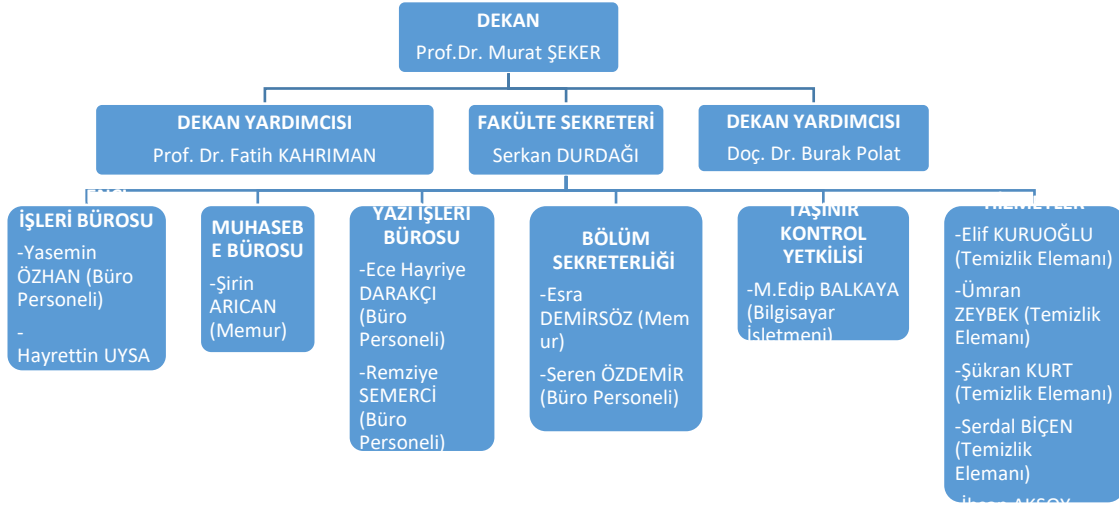 DEKAN
Prof.Dr. Murat ŞEKER
DEKAN YARDIMCISI
Prof. Dr. Fatih KAHRIMAN
FAKÜLTE SEKRETERİ
Serkan DURDAĞI
DEKAN YARDIMCISI
Doç. Dr. Burak Polat
İŞLERİ BÜROSU
-Yasemin
ÖZHAN (Büro
Personeli)
-
Hayrettin UYSA
MUHASEB
E BÜROSU
-Şirin
ARICAN
(Memur)
YAZI İŞLERİ
BÜROSU
-Ece Hayriye
DARAKÇI
(Büro
Personeli)
-Remziye
SEMERCİ
(Büro
Personeli)
BÖLÜM
SEKRETERLİĞİ
-Esra
DEMİRSÖZ (Mem
ur)
-Seren ÖZDEMİR
(Büro Personeli)
TAŞINIR
KONTROL
YETKİLİSİ
-M.Edip BALKAYA
(Bilgisayar
İşletmeni)
HİZMETLER
-Elif KURUOĞLU
(Temizlik Elemanı)
-Ümran
ZEYBEK (Temizlik
Elemanı)
-Şükran KURT
(Temizlik Elemanı)
-Serdal BİÇEN
(Temizlik
Elemanı)
-İhsan AKSOY